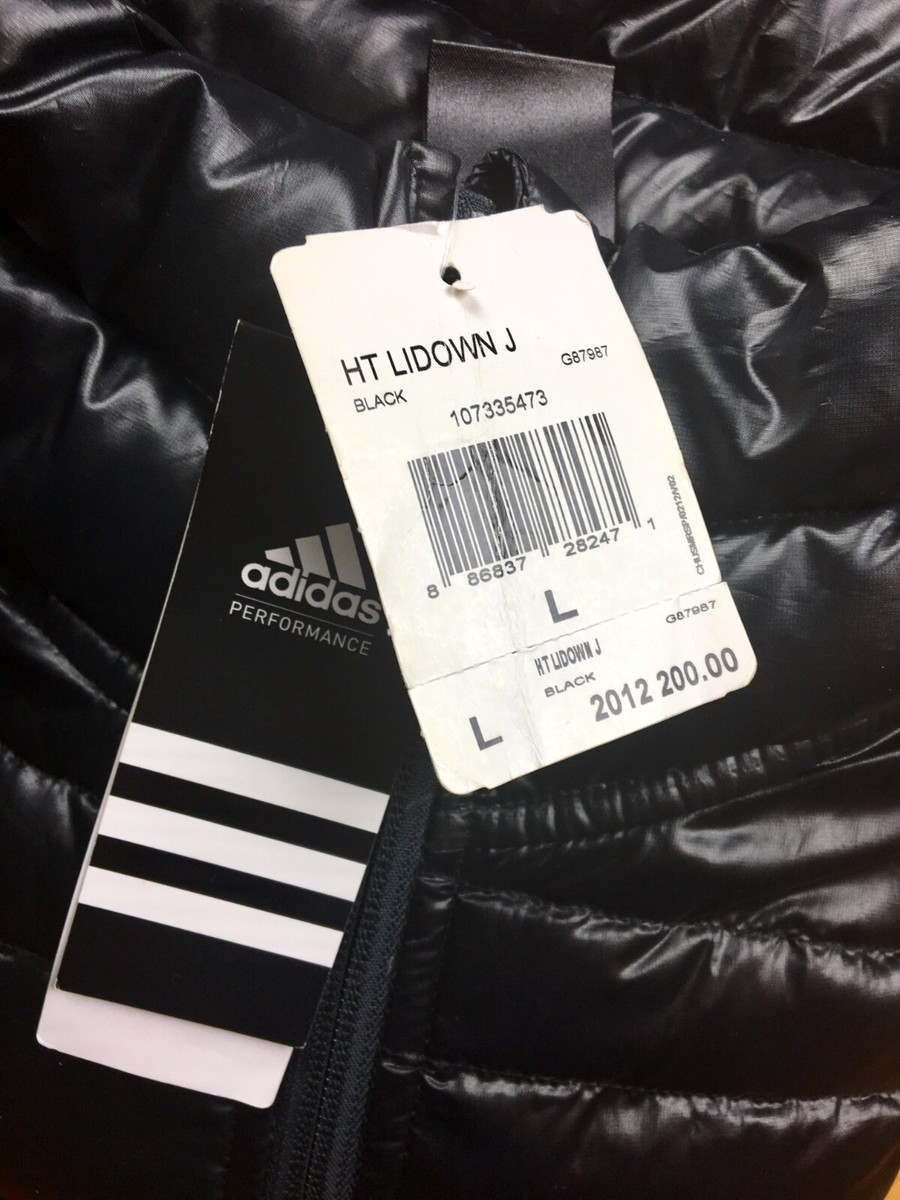 HT LIDOWN J
G87987
BLACK
107335473
8 86837 28247 1
L
G87987
HT LIDOWN J
BLACK
2012 200.00
L
adidas
PERFORMANCE